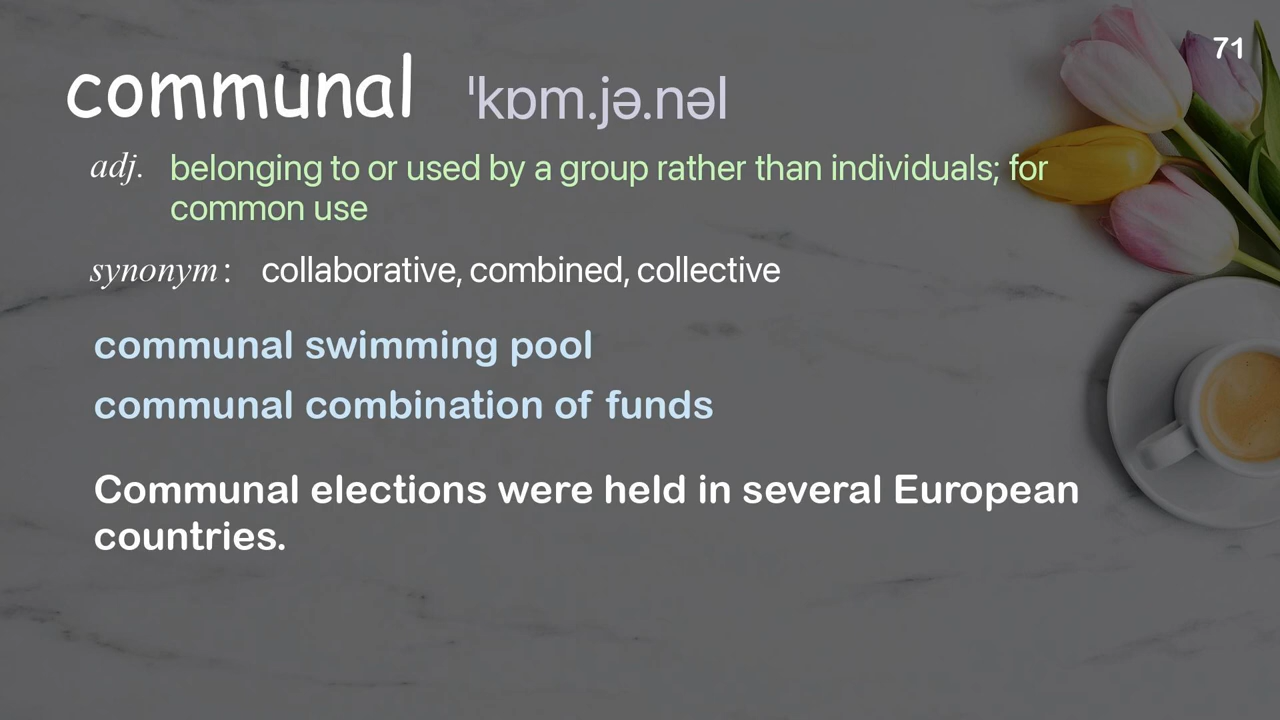 71
communal ˈkɒm.jə.nəl
adj. belonging to or used by a group rather than individuals; for
common use
synonym: collaborative, combined, collective
communal swimming pool
communal combination of funds
Communal elections were held in several European
countries.